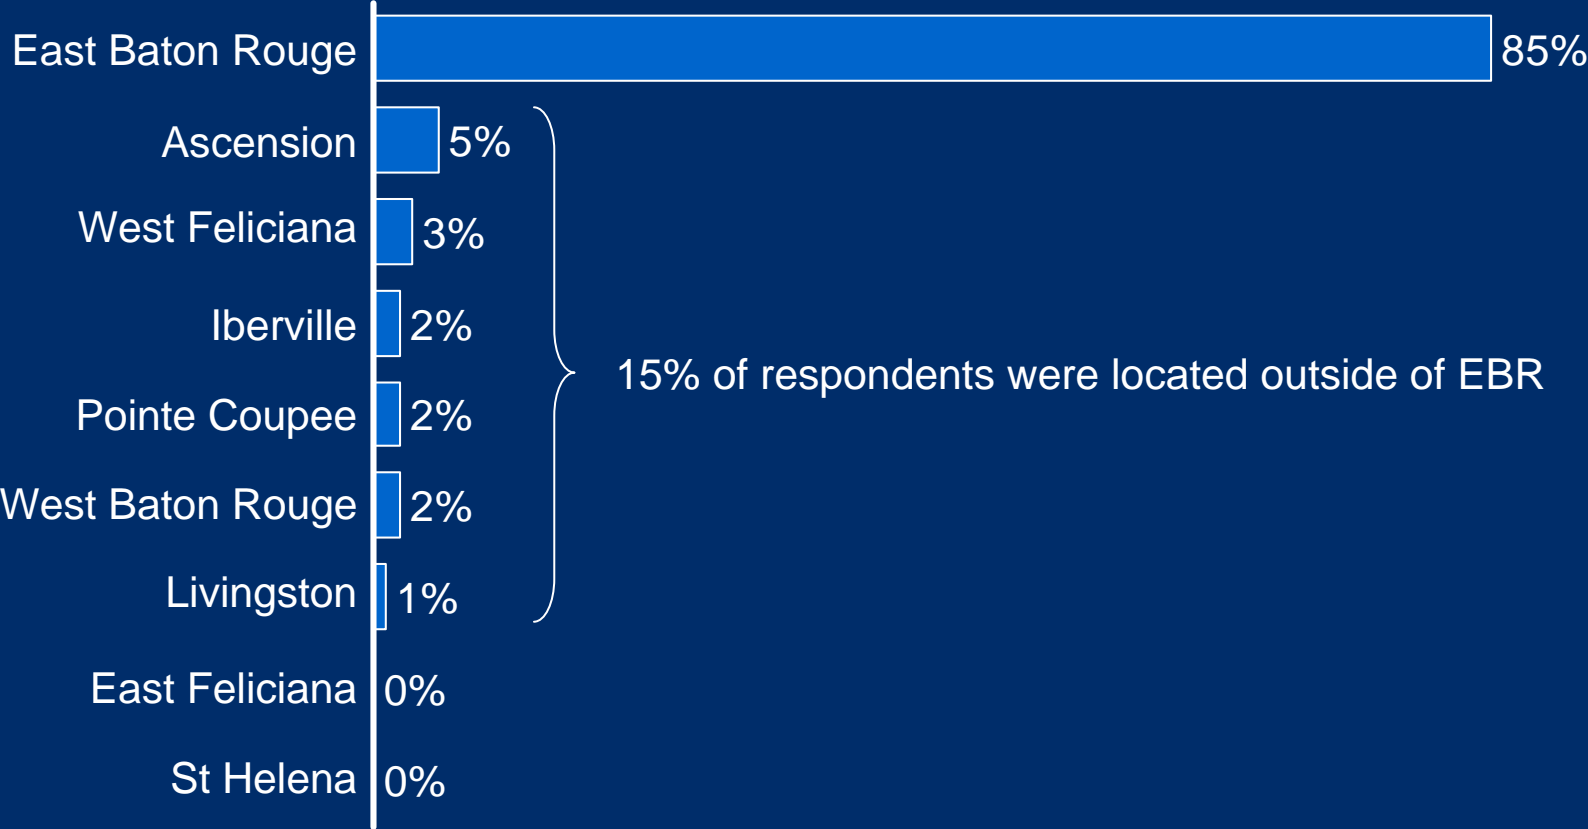 East Baton Rouge 85%
Ascension 5%
West Feliciana 3%
Iberville 2%
15% of respondents were located outside of EBR
Pointe Coupee 2%
West Baton Rouge 2%
Livingston 1%
East Feliciana 0%
St Helena 0%